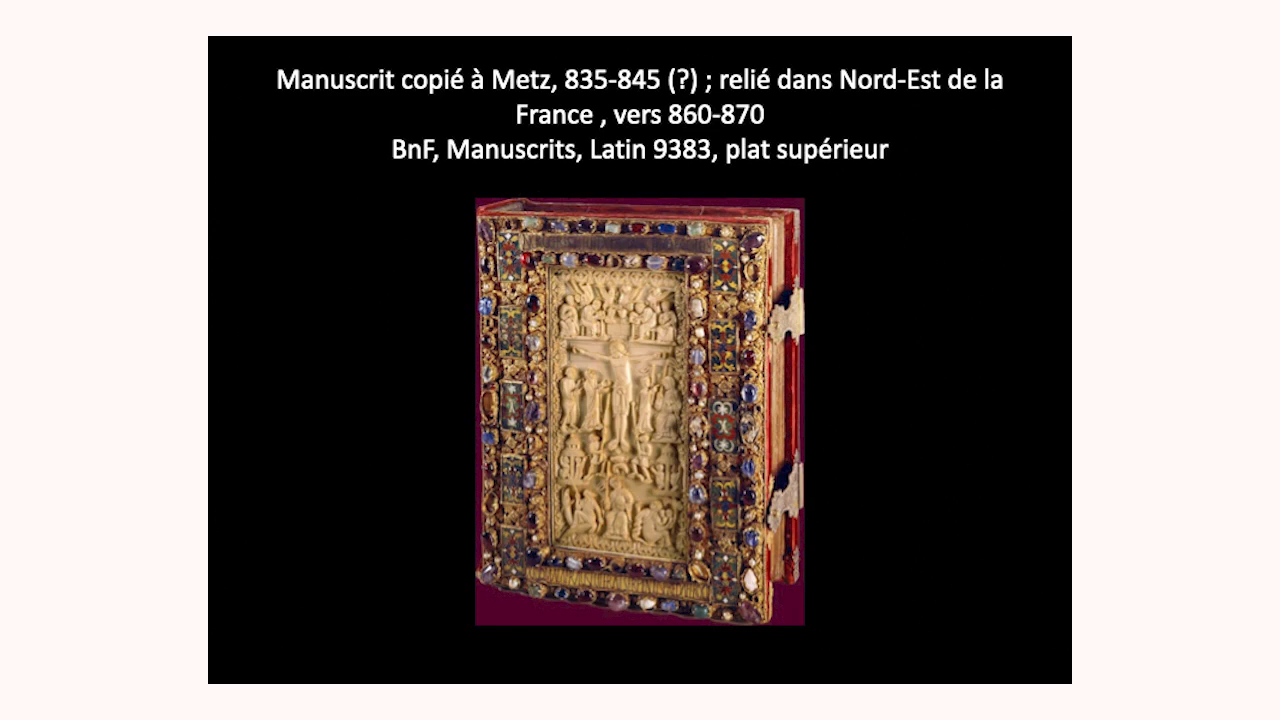 Manuscrit copié à Metz, 835-845 (?) ; relié dans Nord-Est de la
France , vers 860-870
BnF, Manuscrits, Latin 9383, plat supérieur